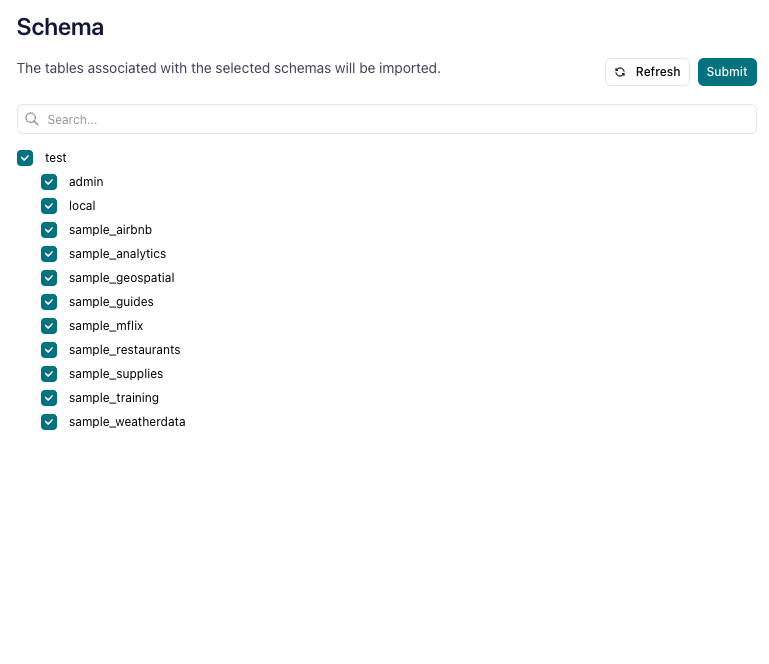 Schema
The tables associated with the selected schemas will be imported.
Refresh
Submit
Search...
test
admin
local
sample_airbnb
sample_analytics
sample_geospatial
sample_guides
sample_mflix
sample_restaurants
sample_supplies
sample_training
sample_weatherdata